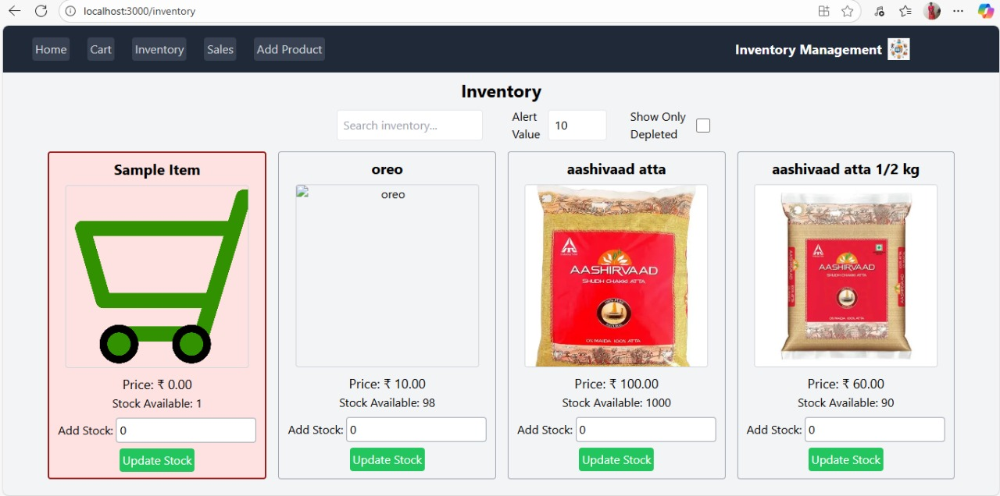 localhost:3000/inventory
Home Cart Inventory Sales Add Product Inventory Management
Inventory
Search inventory... Alert Value 10 Show Only Depleted
Sample Item
Price: ₹ 0.00
Stock Available: 1
Add Stock: 0
Update Stock
oreo
oreo
Price: ₹ 10.00
Stock Available: 98
Add Stock: 0
Update Stock
aashivaad atta
AASHIRVAAD
SHUDH CHAKKI ATTA
0% MAIDA 100% ATTA
Price: ₹ 100.00
Stock Available: 1000
Add Stock: 0
Update Stock
aashivaad atta 1/2 kg
AASHIRVAAD
SHUDH CHAKKI ATTA
0% MAIDA 100% ATTA
Price: ₹ 60.00
Stock Available: 90
Add Stock: 0
Update Stock